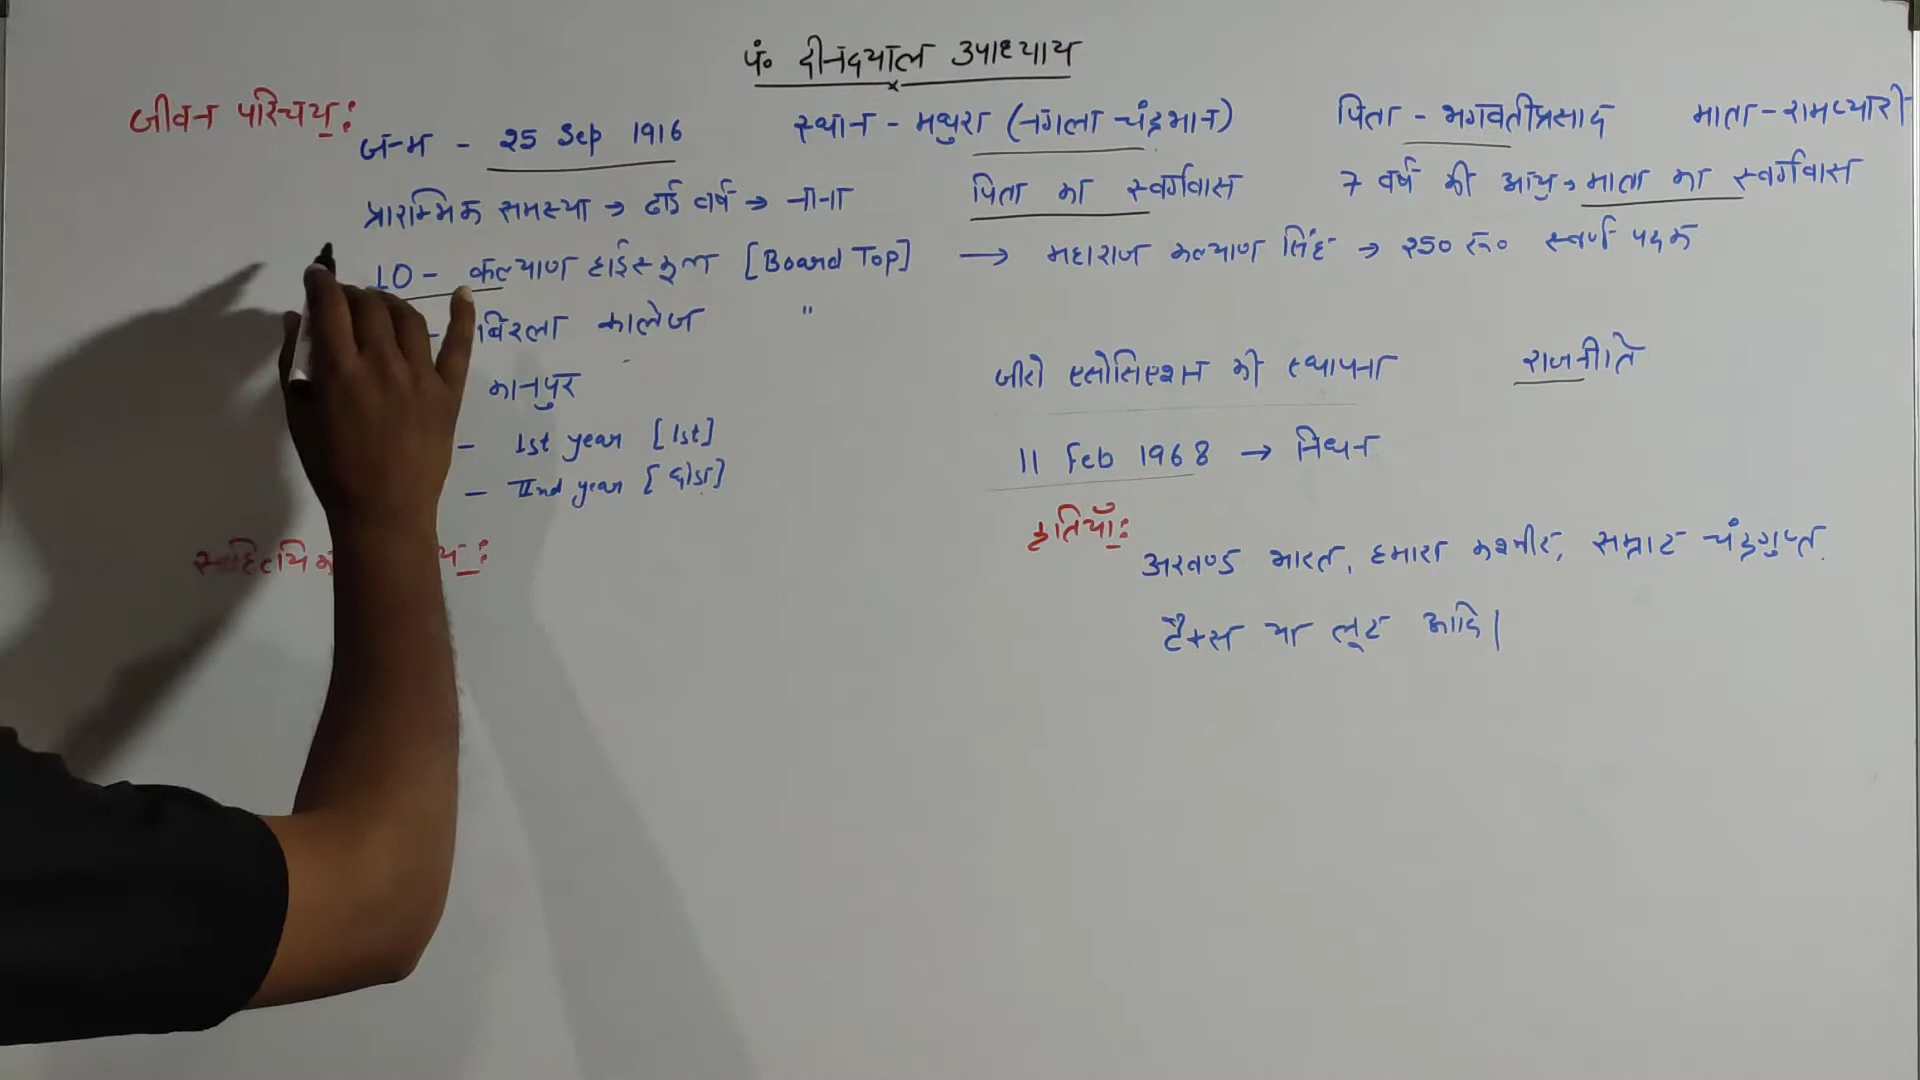 पं० दीनदयाल उपाध्याय
जीवन परिचय:
जन्म - 25 Sep 1916 स्थान - मथुरा (नगला चंद्रभान) पिता - भगवतीप्रसाद माता - रामप्यारी
प्रारम्भिक समस्या → ढाई वर्ष → नाना पिता का स्वर्गवास 7 वर्ष की आयु, माता का स्वर्गवास
10 - कल्याण हाईस्कूल [Board Top] → महाराज कल्याण सिंह → 250 रू० स्वर्ण पदक
- बिरला कालेज "
कानपुर
जीरो एसोसिएशन की स्थापना राजनीति
- 1st year [1st]
11 Feb 1968 → निधन
- IInd year [छोडा]
कृतियाँ:
साहित्यिक य:
अखण्ड भारत, हमारा कश्मीर, सम्राट चंद्रगुप्त
टैक्स या लूट आदि।